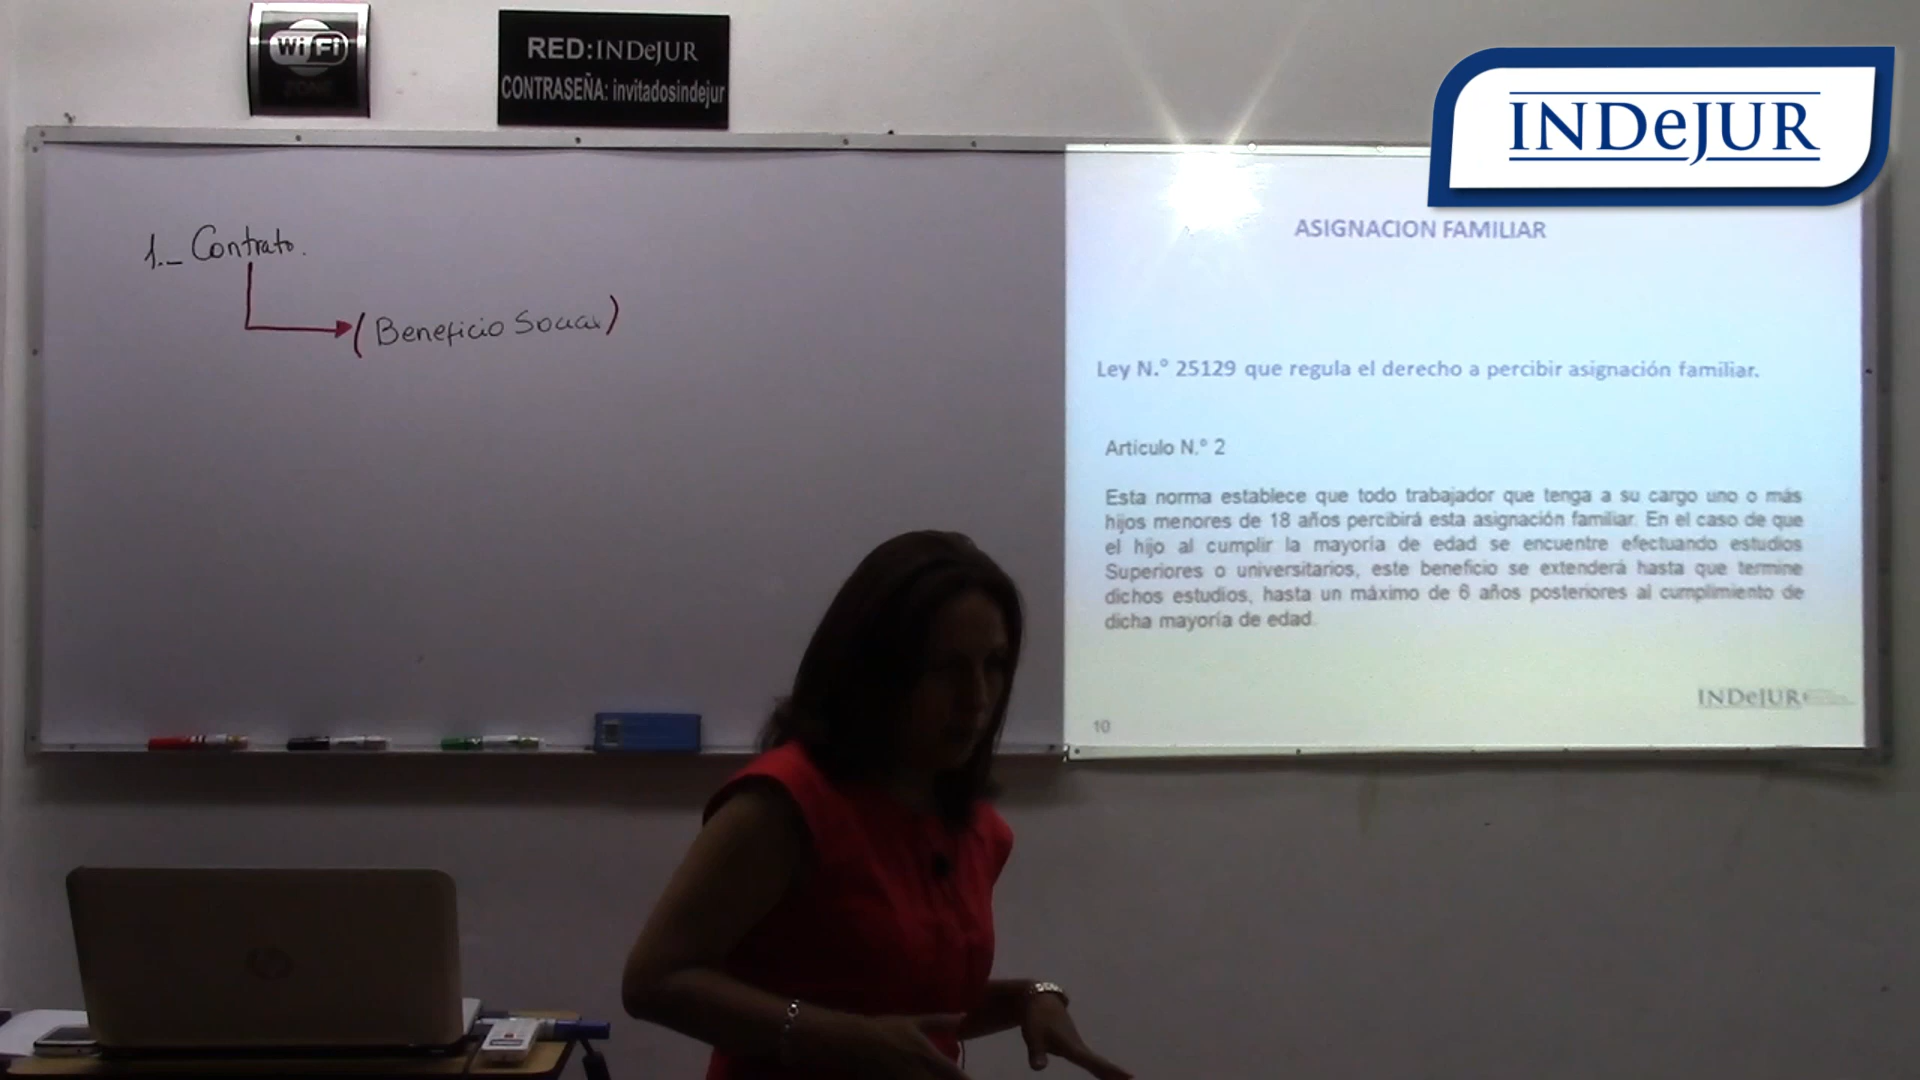 WiFi
ZONE
RED:INDeJUR
CONTRASEÑA: invitadosindejur
INDeJUR
1._ Contrato.
(Beneficio Social)
ASIGNACION FAMILIAR
Ley N.° 25129 que regula el derecho a percibir asignación familiar.
Artículo N.° 2
Esta norma establece que todo trabajador que tenga a su cargo uno o más
hijos menores de 18 años percibirá esta asignación familiar. En el caso de que
el hijo al cumplir la mayoría de edad se encuentre efectuando estudios
Superiores o universitarios, este beneficio se extenderá hasta que termine
dichos estudios, hasta un máximo de 6 años posteriores al cumplimiento de
dicha mayoría de edad.
INDeJUR
10
hp